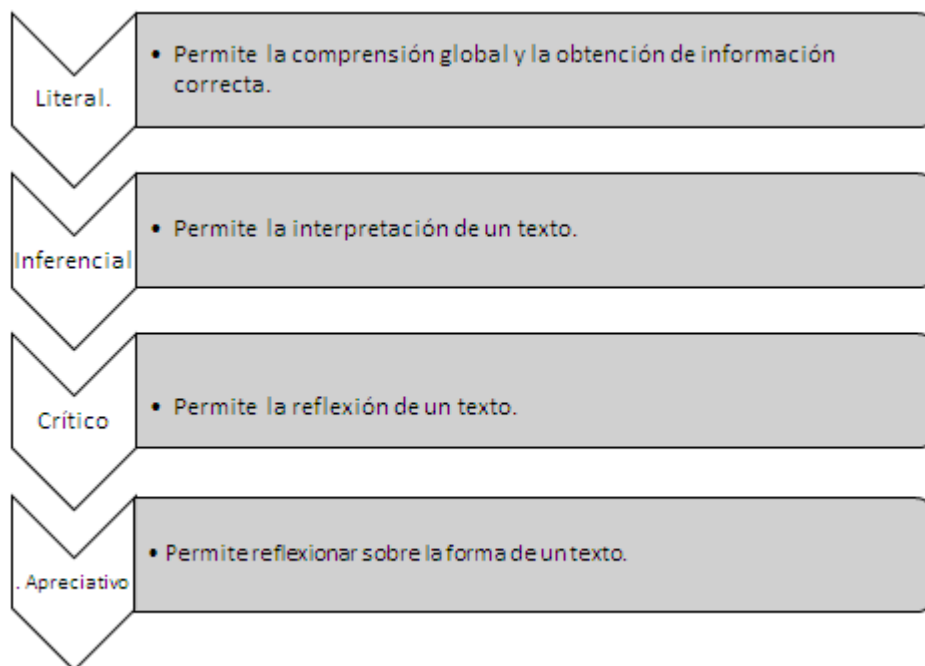 Literal.
• Permite la comprensión global y la obtención de información
correcta.
Inferencial
• Permite la interpretación de un texto.
Crítico
• Permite la reflexión de un texto.
. Apreciativo
• Permite reflexionar sobre la forma de un texto.